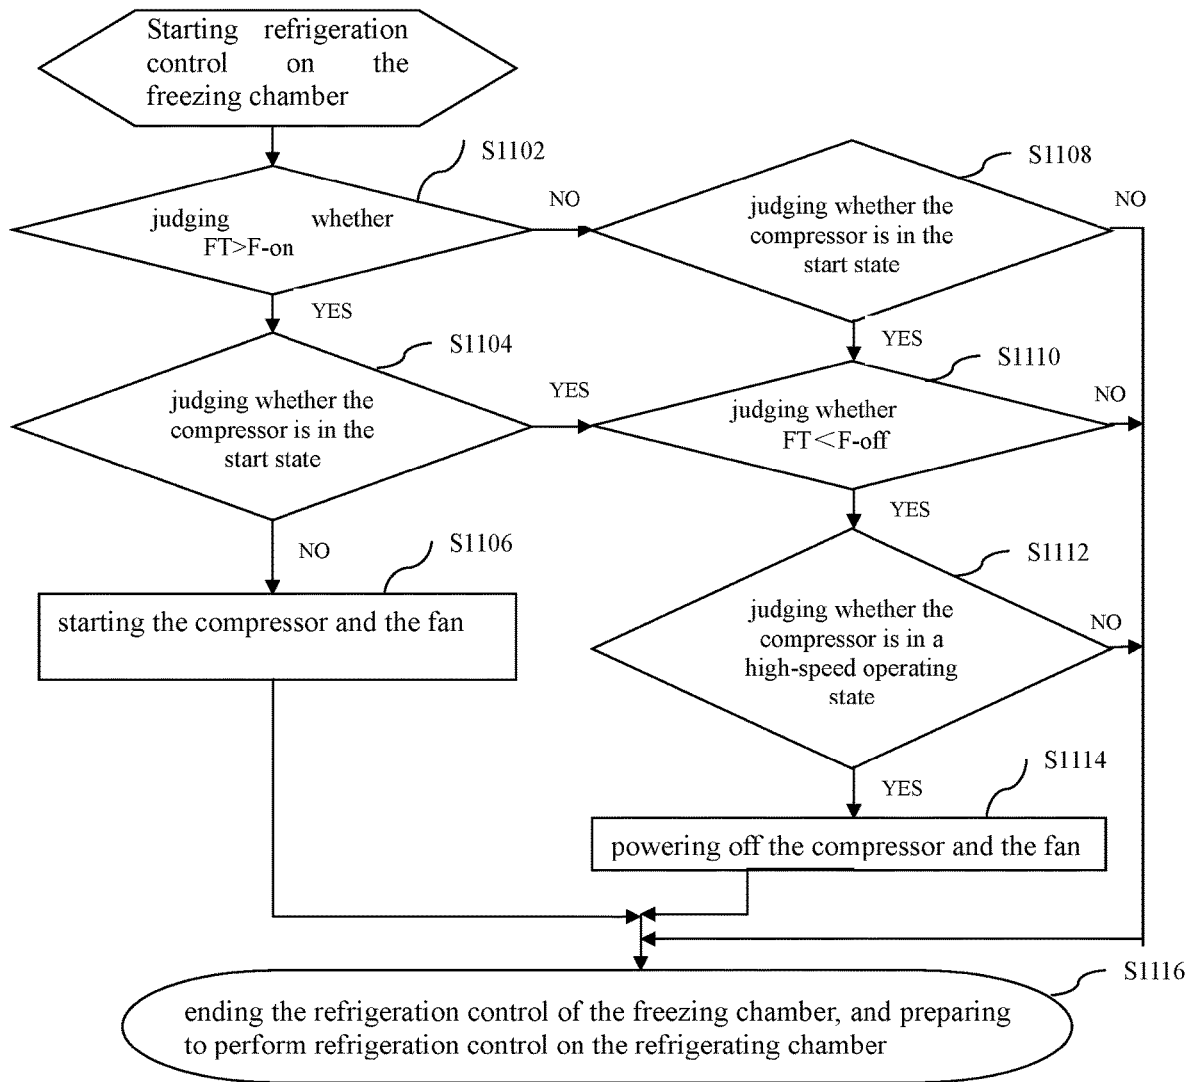 Starting refrigeration
control on the
freezing chamber
S1102
judging whether
FT>F-on
NO
S1108
judging whether the
compressor is in the
start state
NO
YES
S1104
judging whether the
compressor is in the
start state
YES
YES
S1110
judging whether
FT＜F-off
NO
NO
S1106
starting the compressor and the fan
YES
S1112
judging whether the
compressor is in a
high-speed operating
state
NO
YES
S1114
powering off the compressor and the fan
S1116
ending the refrigeration control of the freezing chamber, and preparing
to perform refrigeration control on the refrigerating chamber